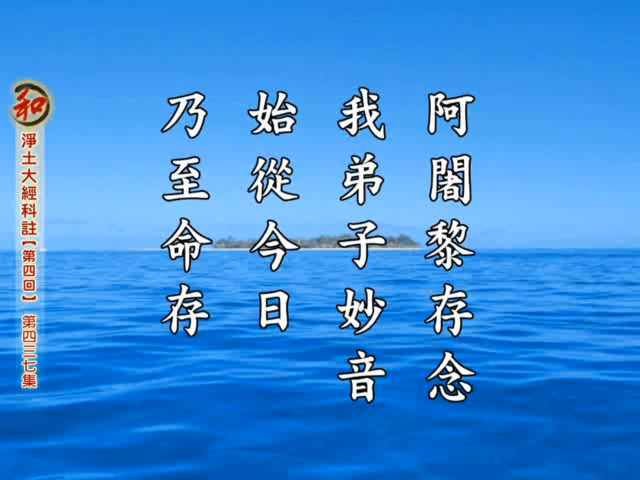 阿闍黎存念
我弟子妙音
始從今日
乃至命存
和
淨土大經科註【第四回】 第四三七集